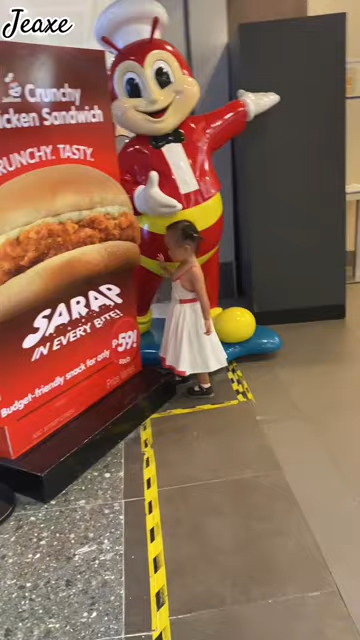 Jeaxe
Crunchy
icken Sandwich
RUNCHY. TASTY.
SARAP
IN EVERY BITE!
Budget-friendly snack for only
₱59!